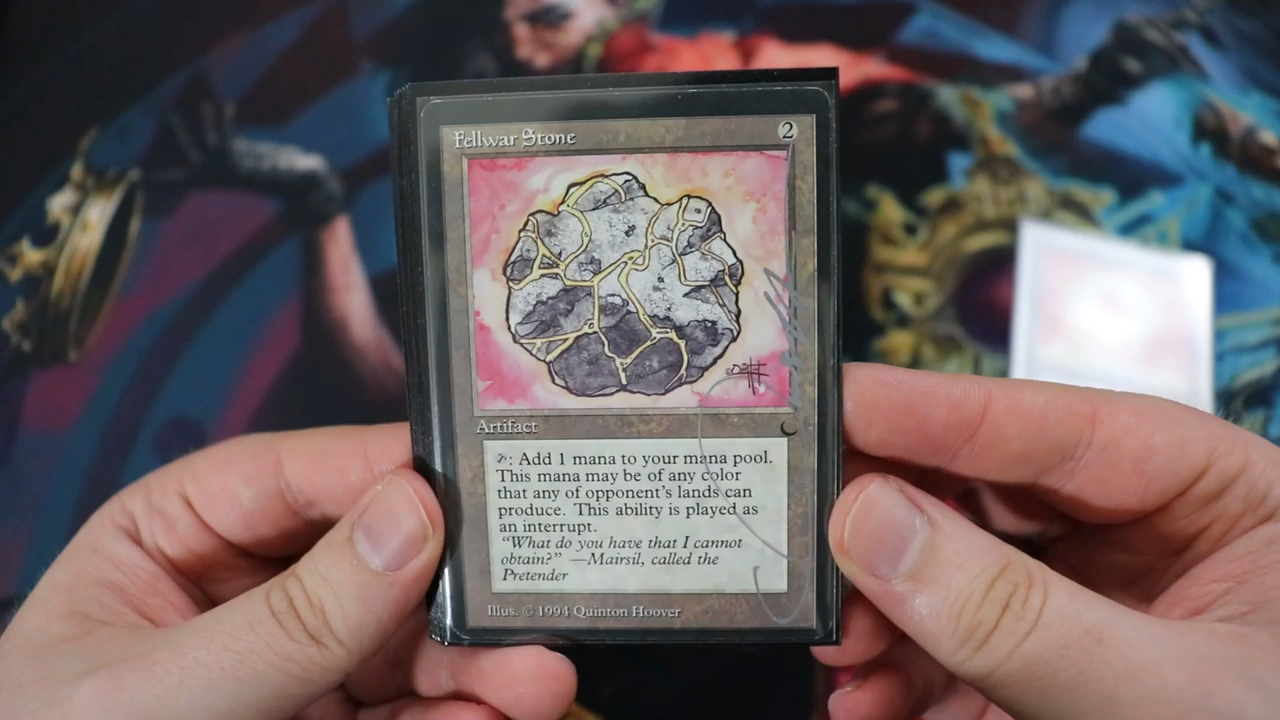 Fellwar Stone 2
Artifact
: Add 1 mana to your mana pool.
This mana may be of any color
that any of opponent's lands can
produce. This ability is played as
an interrupt.
"What do you have that I cannot
obtain?" —Mairsil, called the
Pretender
Illus. © 1994 Quinton Hoover